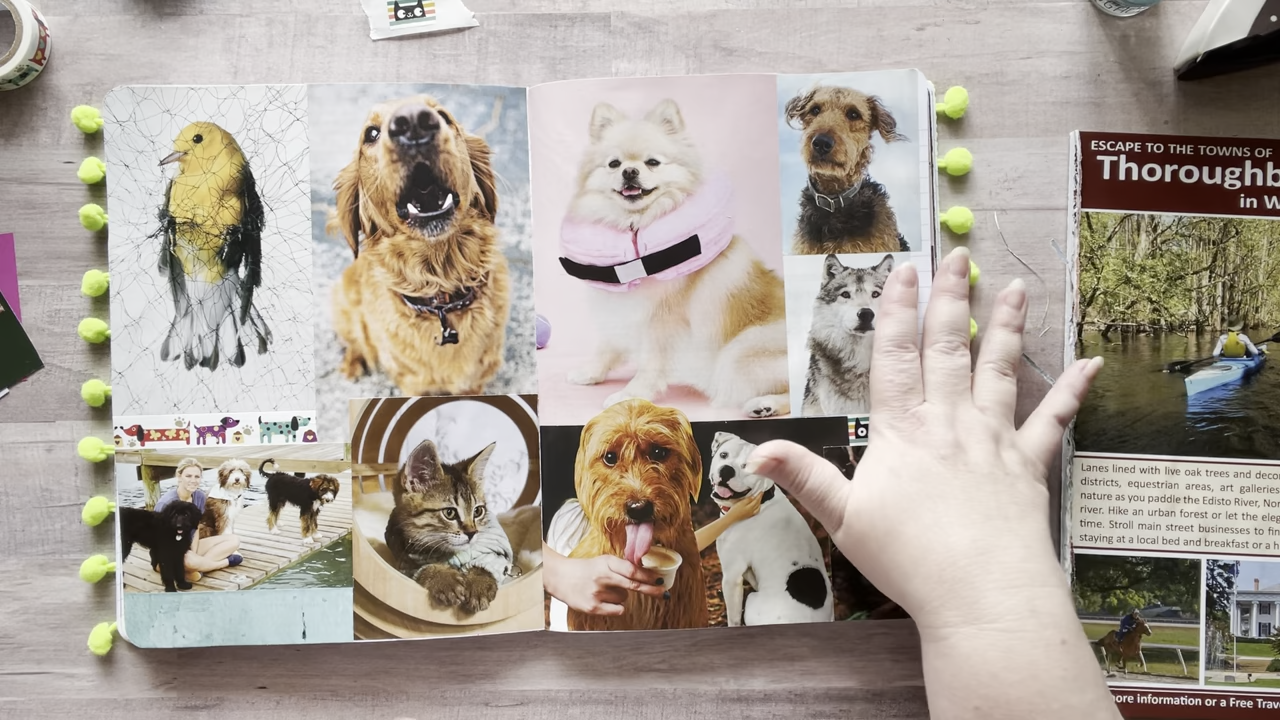 ESCAPE TO THE TOWNS OF
Thoroughb
in W
Lanes lined with live oak trees and deco
districts, equestrian areas, art galleries
nature as you paddle the Edisto River, Nor
river. Hike an urban forest or let the eleg
time. Stroll main street businesses to fin
staying at a local bed and breakfast or a h
ore information or a Free Trav